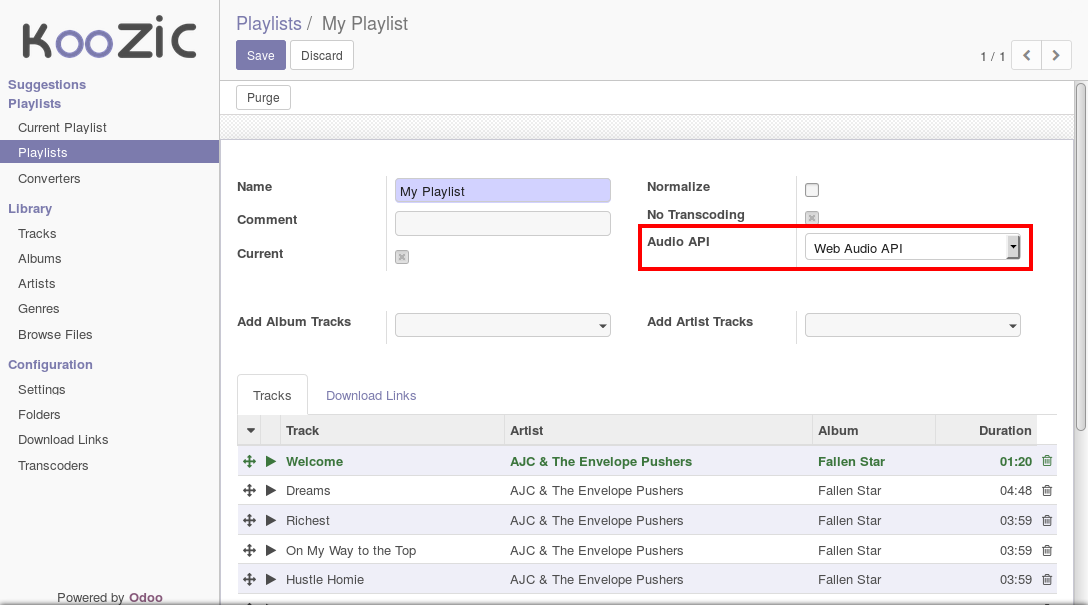 KooZic
Suggestions
Playlists
Current Playlist
Playlists
Converters
Library
Tracks
Albums
Artists
Genres
Browse Files
Configuration
Settings
Folders
Download Links
Transcoders
Powered by Odoo
Playlists / My Playlist
Save Discard
1 / 1
Purge
Name My Playlist
Comment
Current
Normalize
No Transcoding
Audio API Web Audio API
Add Album Tracks
Add Artist Tracks
Tracks Download Links
Track Artist Album Duration
Welcome AJC & The Envelope Pushers Fallen Star 01:20
Dreams AJC & The Envelope Pushers Fallen Star 04:48
Richest AJC & The Envelope Pushers Fallen Star 03:59
On My Way to the Top AJC & The Envelope Pushers Fallen Star 03:59
Hustle Homie AJC & The Envelope Pushers Fallen Star 03:59